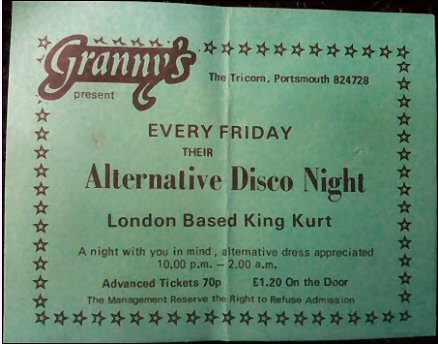 Granny's
The Tricorn, Portsmouth 824728
present
EVERY FRIDAY
THEIR
Alternative Disco Night
London Based King Kurt
A night with you in mind, alternative dress appreciated
10.00 p.m. — 2.00 a.m.
Advanced Tickets 70p £1.20 On the Door
The Management Reserve the Right to Refuse Admission